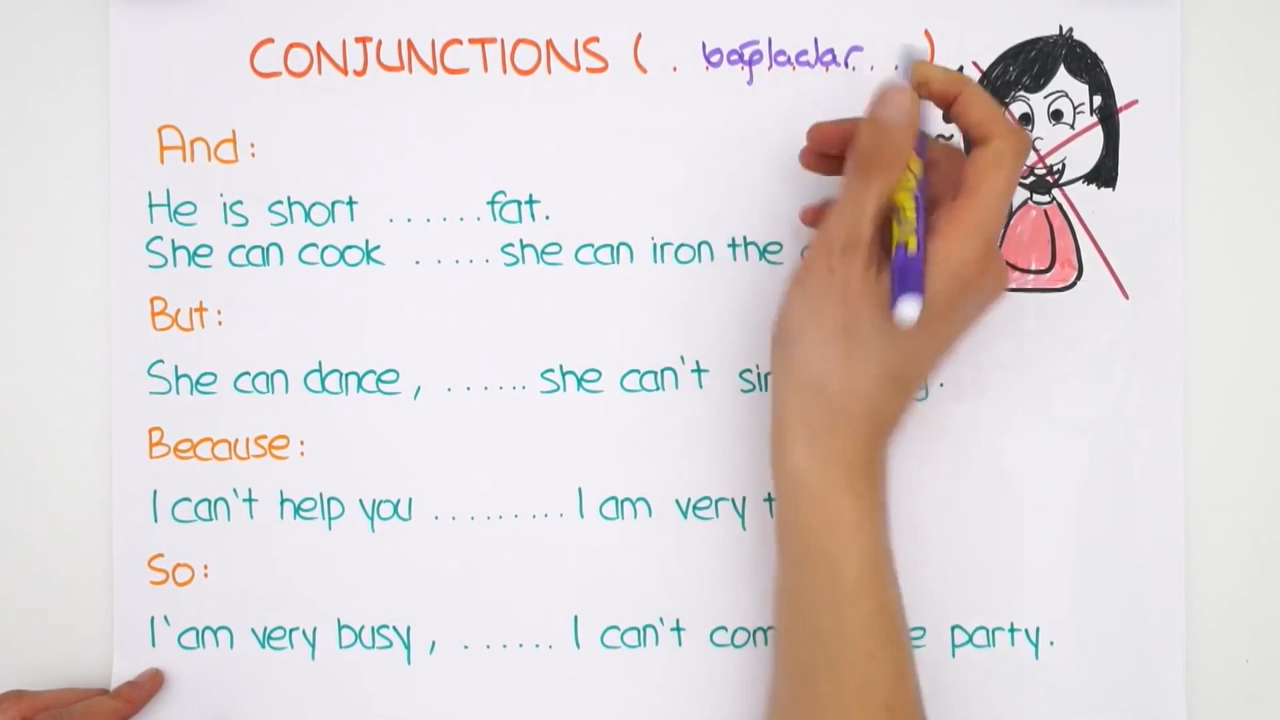 CONJUNCTIONS ( . bağlaclar . . )
And :
He is short ...... fat.
She can cook ..... she can iron the
But :
She can dance , ...... she can't
Because :
I can't help you ......... I am very
So :
I'am very busy , ...... I can't party.